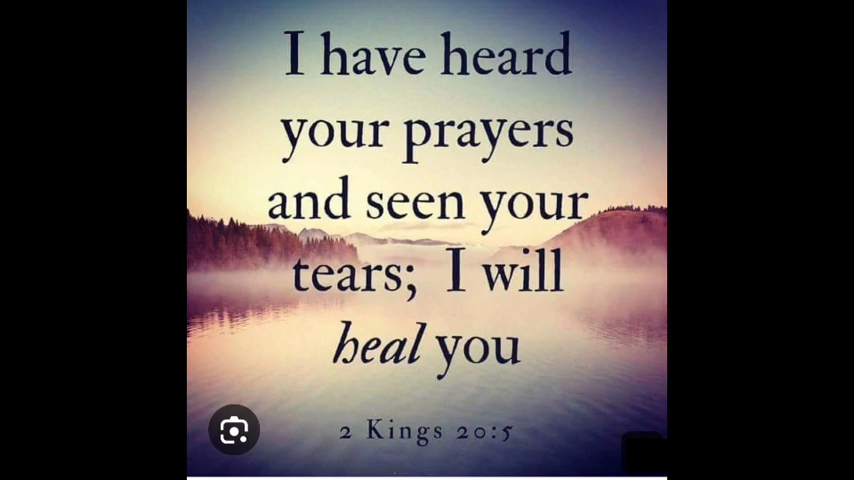 I have heard
your prayers
and seen your
tears; I will
heal you
2 Kings 20:5